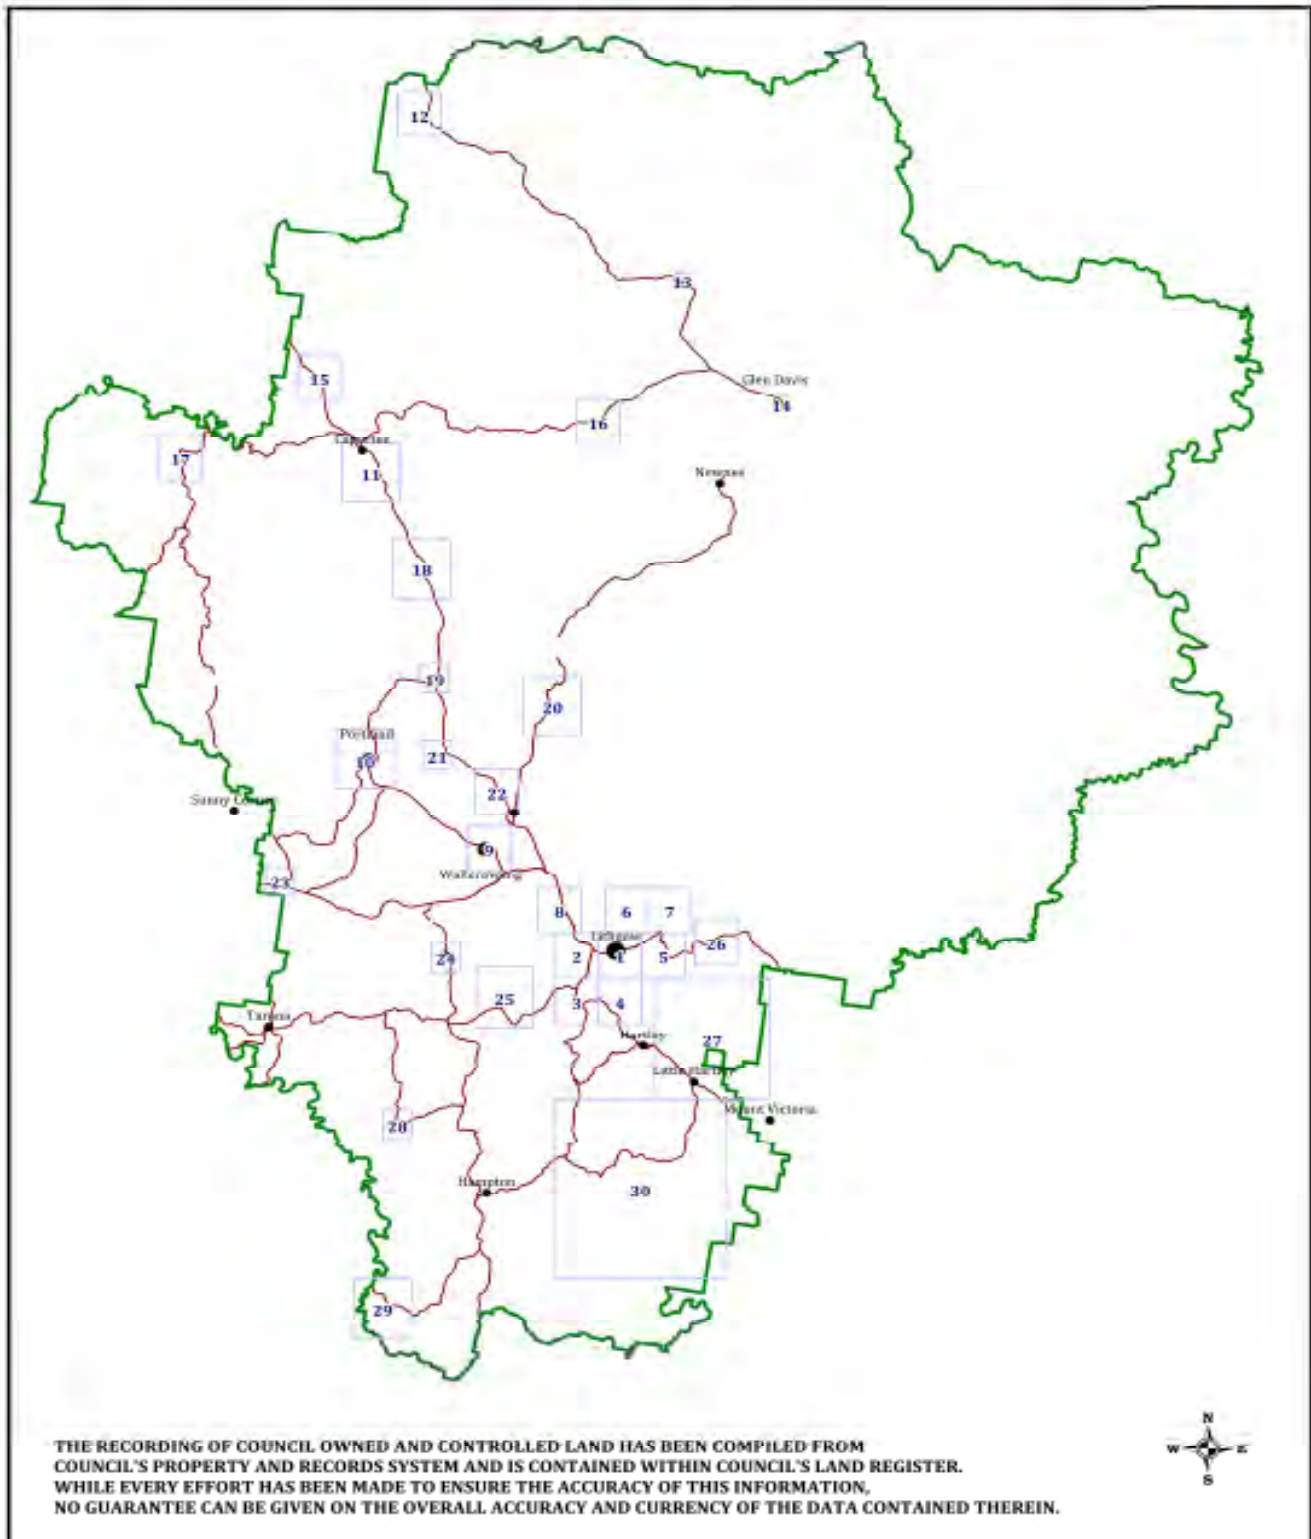 12
13
Glen Davis
15
14
16
17
11
Newnes
18
19
20
Portland
10
21
22
Sunny Corner
9
Wallerawang
23
8
6
7
Lithgow
26
2
1
5
24
25
3
4
Tarana
Hartley
27
Little Hartley
Mount Victoria
28
Hampton
30
29
N
W
E
S
THE RECORDING OF COUNCIL OWNED AND CONTROLLED LAND HAS BEEN COMPILED FROM
COUNCIL'S PROPERTY AND RECORDS SYSTEM AND IS CONTAINED WITHIN COUNCIL'S LAND REGISTER.
WHILE EVERY EFFORT HAS BEEN MADE TO ENSURE THE ACCURACY OF THIS INFORMATION,
NO GUARANTEE CAN BE GIVEN ON THE OVERALL ACCURACY AND CURRENCY OF THE DATA CONTAINED THEREIN.